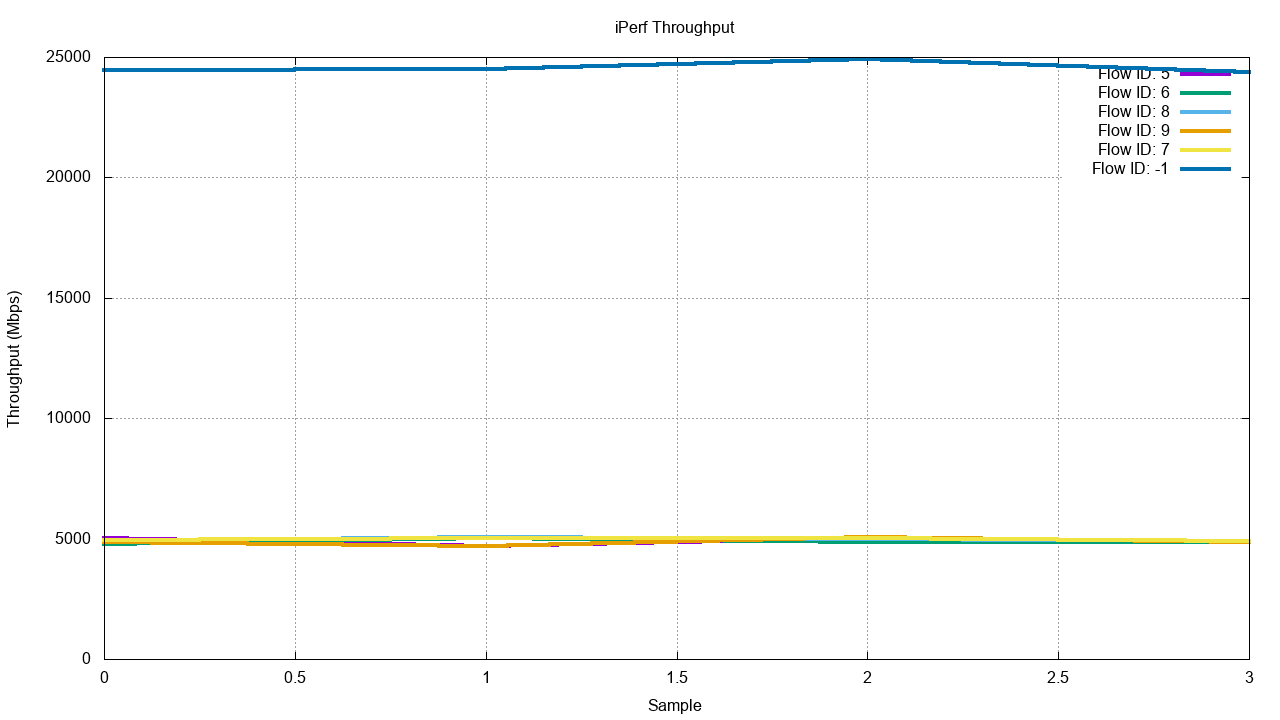 iPerf Throughput
25000
20000
15000
10000
5000
0
Throughput (Mbps)
Flow ID: 5
Flow ID: 6
Flow ID: 8
Flow ID: 9
Flow ID: 7
Flow ID: -1
0 0.5 1 1.5 2 2.5 3
Sample